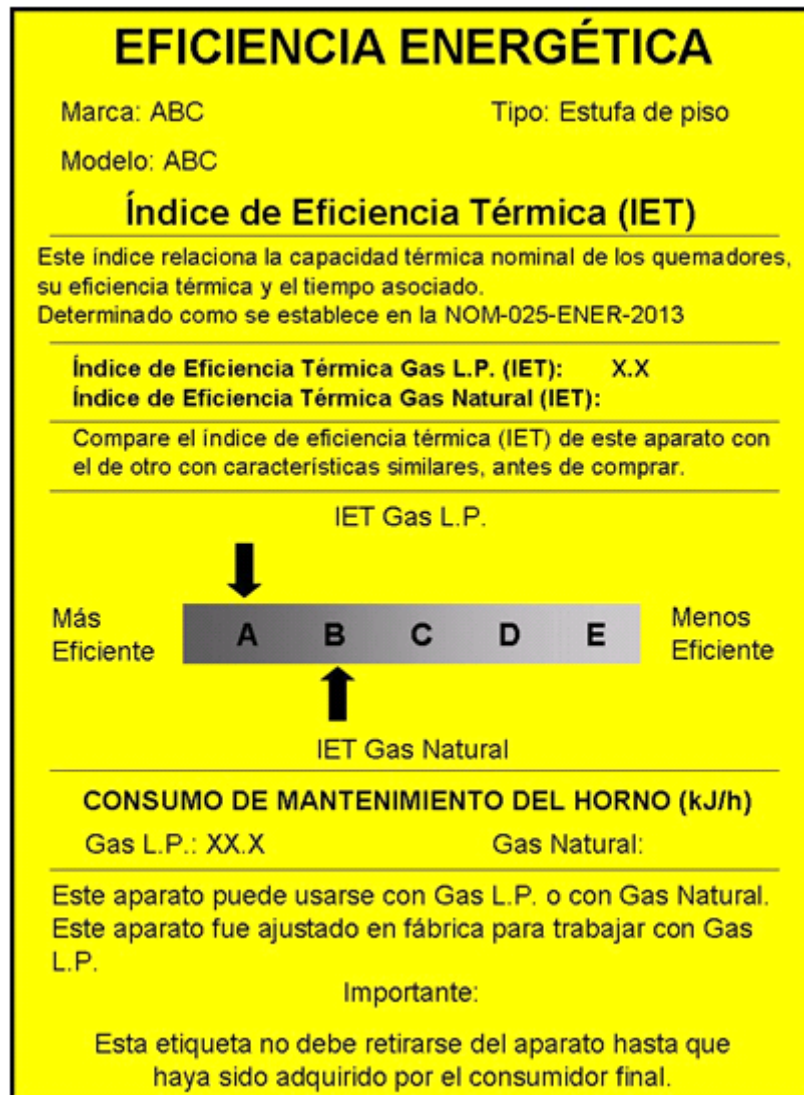 EFICIENCIA ENERGÉTICA
Marca: ABC Tipo: Estufa de piso
Modelo: ABC
Índice de Eficiencia Térmica (IET)
Este índice relaciona la capacidad térmica nominal de los quemadores,
su eficiencia térmica y el tiempo asociado.
Determinado como se establece en la NOM-025-ENER-2013
Índice de Eficiencia Térmica Gas L.P. (IET): X.X
Índice de Eficiencia Térmica Gas Natural (IET):
Compare el índice de eficiencia térmica (IET) de este aparato con
el de otro con características similares, antes de comprar.
IET Gas L.P.
Más
Eficiente
A B C D E
Menos
Eficiente
IET Gas Natural
CONSUMO DE MANTENIMIENTO DEL HORNO (kJ/h)
Gas L.P.: XX.X Gas Natural:
Este aparato puede usarse con Gas L.P. o con Gas Natural.
Este aparato fue ajustado en fábrica para trabajar con Gas
L.P.
Importante:
Esta etiqueta no debe retirarse del aparato hasta que
haya sido adquirido por el consumidor final.